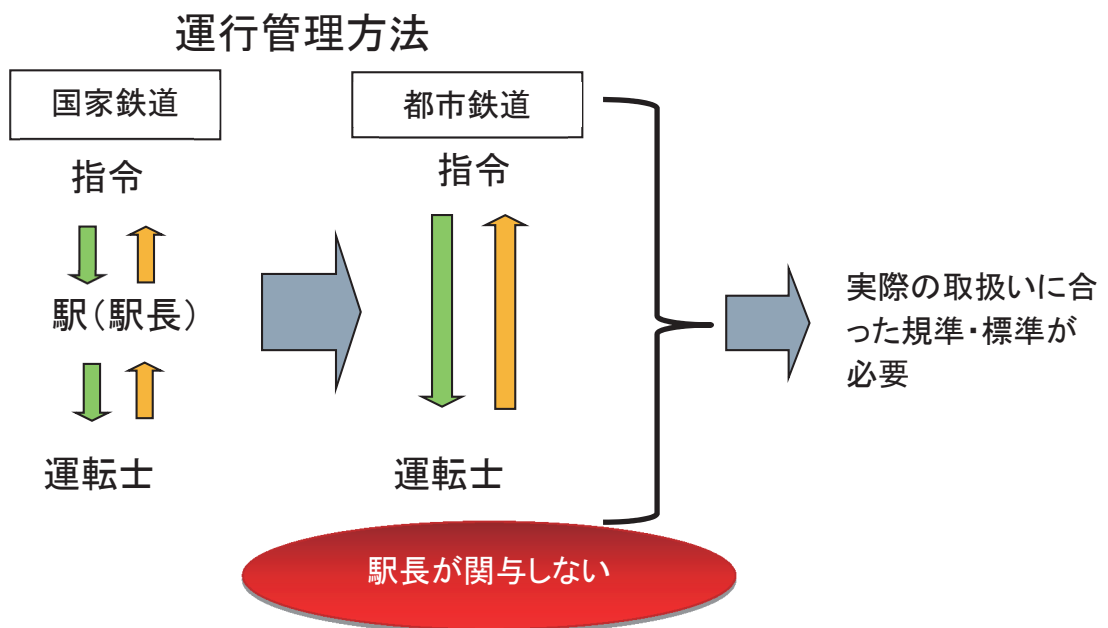 運行管理方法
国家鉄道
指令
駅(駅長)
運転士
都市鉄道
指令
運転士
駅長が関与しない
実際の取扱いに合
った規準・標準が
必要